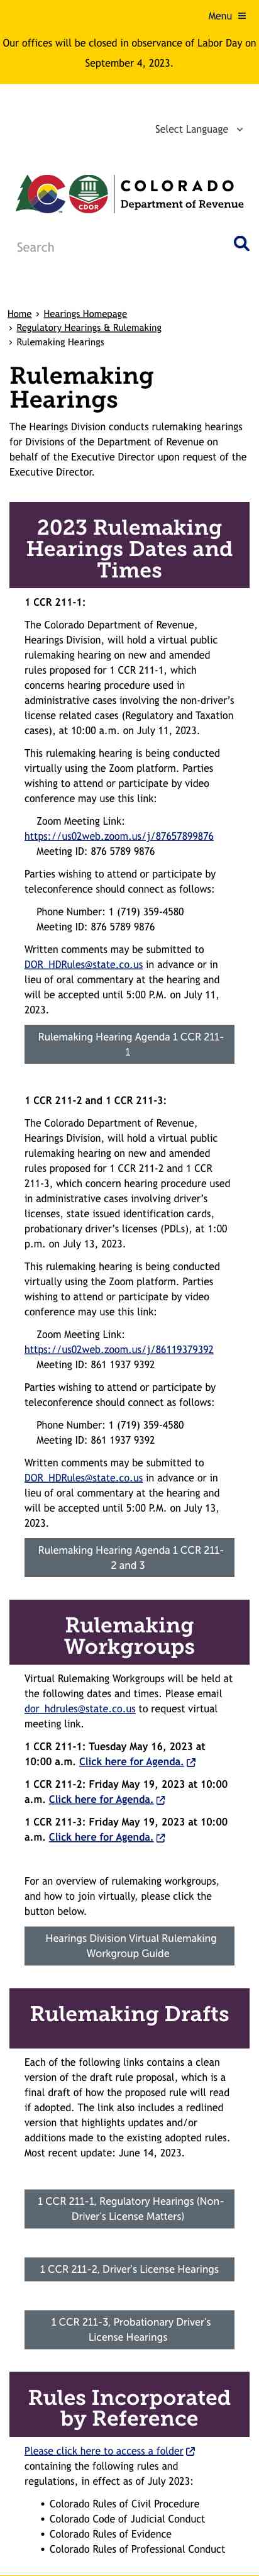 Menu ≡
Our offices will be closed in observance of Labor Day on
September 4, 2023.
Select Language
CDOR
COLORADO
Department of Revenue
Search
Home › Hearings Homepage
› Regulatory Hearings & Rulemaking
› Rulemaking Hearings
Rulemaking
Hearings
The Hearings Division conducts rulemaking hearings
for Divisions of the Department of Revenue on
behalf of the Executive Director upon request of the
Executive Director.
2023 Rulemaking
Hearings Dates and
Times
1 CCR 211-1:
The Colorado Department of Revenue,
Hearings Division, will hold a virtual public
rulemaking hearing on new and amended
rules proposed for 1 CCR 211-1, which
concerns hearing procedure used in
administrative cases involving the non-driver's
license related cases (Regulatory and Taxation
cases), at 10:00 a.m. on July 11, 2023.
This rulemaking hearing is being conducted
virtually using the Zoom platform. Parties
wishing to attend or participate by video
conference may use this link:
Zoom Meeting Link:
https://us02web.zoom.us/j/87657899876
Meeting ID: 876 5789 9876
Parties wishing to attend or participate by
teleconference should connect as follows:
Phone Number: 1 (719) 359-4580
Meeting ID: 876 5789 9876
Written comments may be submitted to
DOR_HDRules@state.co.us in advance or in
lieu of oral commentary at the hearing and
will be accepted until 5:00 P.M. on July 11,
2023.
Rulemaking Hearing Agenda 1 CCR 211-
1
1 CCR 211-2 and 1 CCR 211-3:
The Colorado Department of Revenue,
Hearings Division, will hold a virtual public
rulemaking hearing on new and amended
rules proposed for 1 CCR 211-2 and 1 CCR
211-3, which concern hearing procedure used
in administrative cases involving driver's
licenses, state issued identification cards,
probationary driver's licenses (PDLs), at 1:00
p.m. on July 13, 2023.
This rulemaking hearing is being conducted
virtually using the Zoom platform. Parties
wishing to attend or participate by video
conference may use this link:
Zoom Meeting Link:
https://us02web.zoom.us/j/86119379392
Meeting ID: 861 1937 9392
Parties wishing to attend or participate by
teleconference should connect as follows:
Phone Number: 1 (719) 359-4580
Meeting ID: 861 1937 9392
Written comments may be submitted to
DOR_HDRules@state.co.us in advance or in
lieu of oral commentary at the hearing and
will be accepted until 5:00 P.M. on July 13,
2023.
Rulemaking Hearing Agenda 1 CCR 211-
2 and 3
Rulemaking
Workgroups
Virtual Rulemaking Workgroups will be held at
the following dates and times. Please email
dor_hdrules@state.co.us to request virtual
meeting link.
1 CCR 211-1: Tuesday May 16, 2023 at
10:00 a.m. Click here for Agenda.
1 CCR 211-2: Friday May 19, 2023 at 10:00
a.m. Click here for Agenda.
1 CCR 211-3: Friday May 19, 2023 at 10:00
a.m. Click here for Agenda.
For an overview of rulemaking workgroups,
and how to join virtually, please click the
button below.
Hearings Division Virtual Rulemaking
Workgroup Guide
Rulemaking Drafts
Each of the following links contains a clean
version of the draft rule proposal, which is a
final draft of how the proposed rule will read
if adopted. The link also includes a redlined
version that highlights updates and/or
additions made to the existing adopted rules.
Most recent update: June 14, 2023.
1 CCR 211-1, Regulatory Hearings (Non-
Driver's License Matters)
1 CCR 211-2, Driver's License Hearings
1 CCR 211-3, Probationary Driver's
License Hearings
Rules Incorporated
by Reference
Please click here to access a folder
containing the following rules and
regulations, in effect as of July 2023:
• Colorado Rules of Civil Procedure
• Colorado Code of Judicial Conduct
• Colorado Rules of Evidence
• Colorado Rules of Professional Conduct